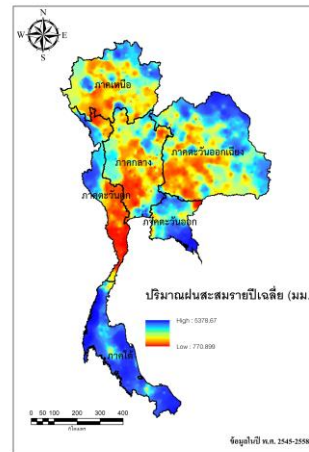 N
W E
S
ภาคเหนือ
ภาคตะวันออกเฉียง
ภาคกลาง
ภาคตะวันตก
ภาคตะวันออก
ปริมาณฝนสะสมรายปีเฉลี่ย (มม.
High : 5378.67
Low : 770.899
ภาคใต้
0 50 100 200 300 400
กิโลเมตร
ข้อมูลในปี พ.ศ. 2545-2558